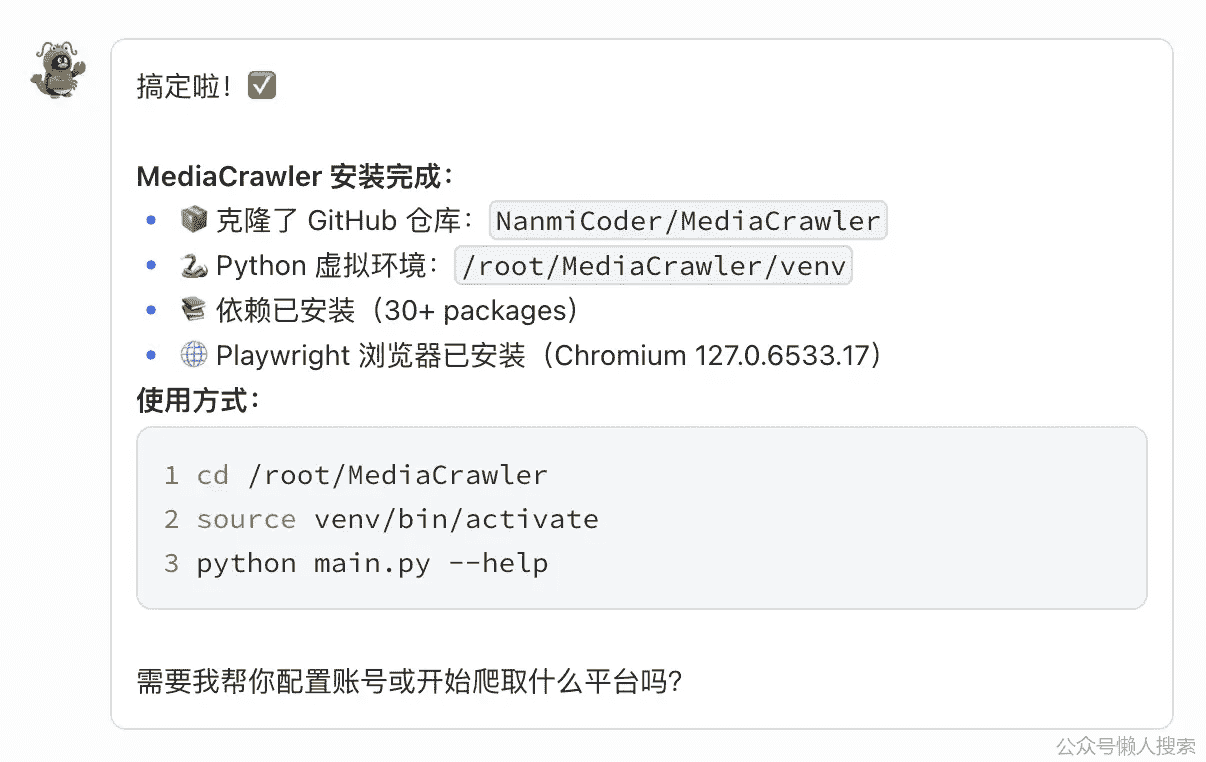 搞定啦！✅
MediaCrawler 安装完成：
• 📦 克隆了 GitHub 仓库： NanmiCoder/MediaCrawler
• 🐍 Python 虚拟环境： /root/MediaCrawler/venv
• 📚 依赖已安装（30+ packages）
• 🌐 Playwright 浏览器已安装（Chromium 127.0.6533.17）
使用方式：
1 cd /root/MediaCrawler
2 source venv/bin/activate
3 python main.py --help
需要我帮你配置账号或开始爬取什么平台吗？
公众号懒人搜索